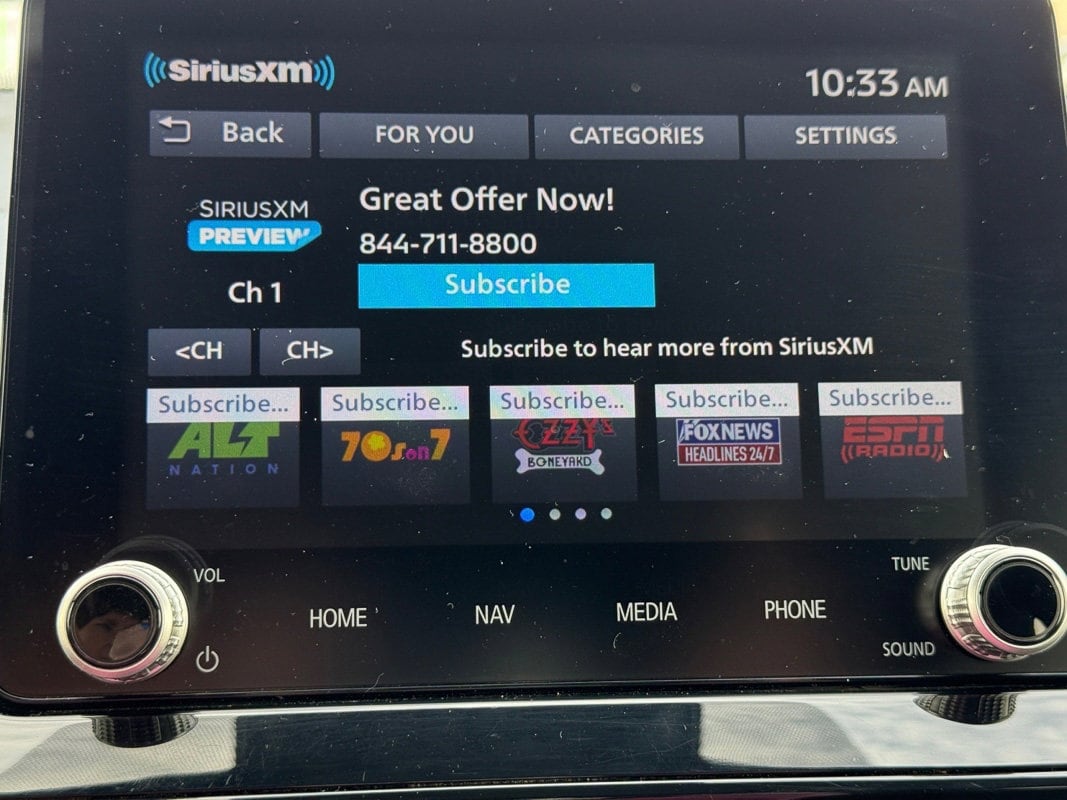 SiriusXM
10:33 AM
Back
FOR YOU
CATEGORIES
SETTINGS
SIRIUSXM
PREVIEW
Great Offer Now!
844-711-8800
Subscribe
Ch 1
<CH
CH>
Subscribe to hear more from SiriusXM
Subscribe...
Subscribe...
Subscribe...
Subscribe...
Subscribe...
ALT
NATION
70s on 7
OZZY's
BONEYARD
FOX NEWS
HEADLINES 24/7
ESPN
RADIO
VOL
TUNE
HOME
NAV
MEDIA
PHONE
SOUND